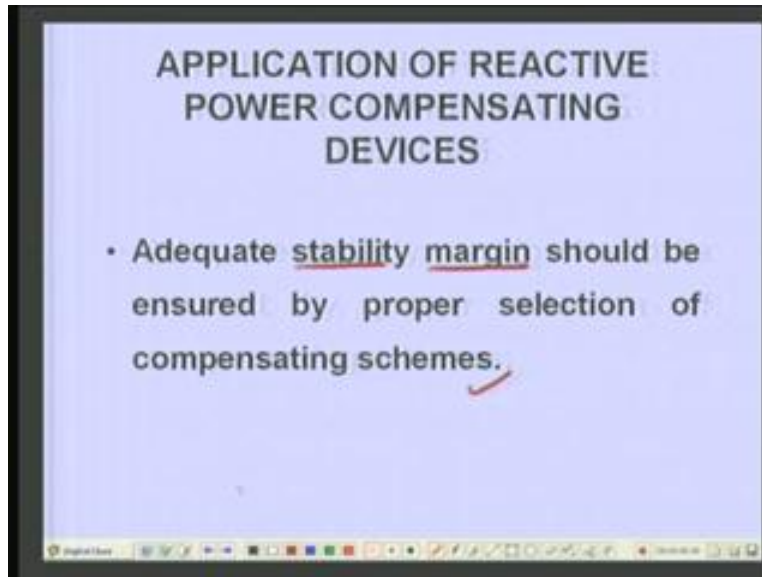 APPLICATION OF REACTIVE
POWER COMPENSATING
DEVICES
• Adequate stability margin should be
ensured by proper selection of
compensating schemes.